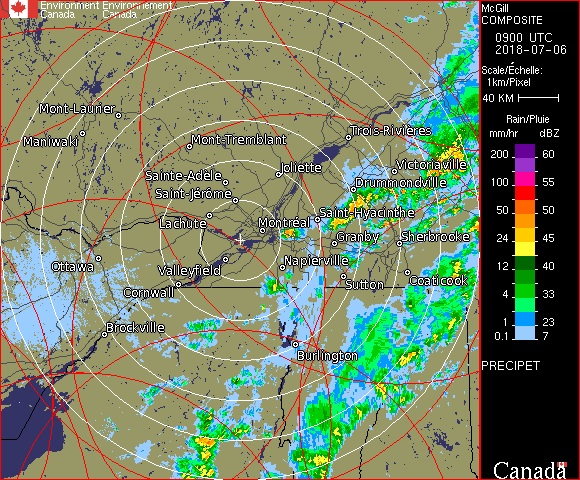 Environment Environnement
Canada Canada
McGill
COMPOSITE
0900 UTC
2018-07-06
Scale/Échelle:
1km/Pixel
40 KM
Rain/Pluie
mm/hr dBZ
200 60
100 55
50 50
24 45
12 40
4 33
1 23
0.1 7
PRECIPET
Canada
Mont-Laurier
Maniwaki
Mont-Tremblant
Trois-Rivières
Sainte-Adèle
Joliette
Victoriaville
Saint-Jérôme
Drummondville
Lachute
Montréal
Saint-Hyacinthe
Granby
Sherbrooke
Ottawa
Valleyfield
Napierville
Cornwall
Sutton
Coaticook
Brockville
Burlington